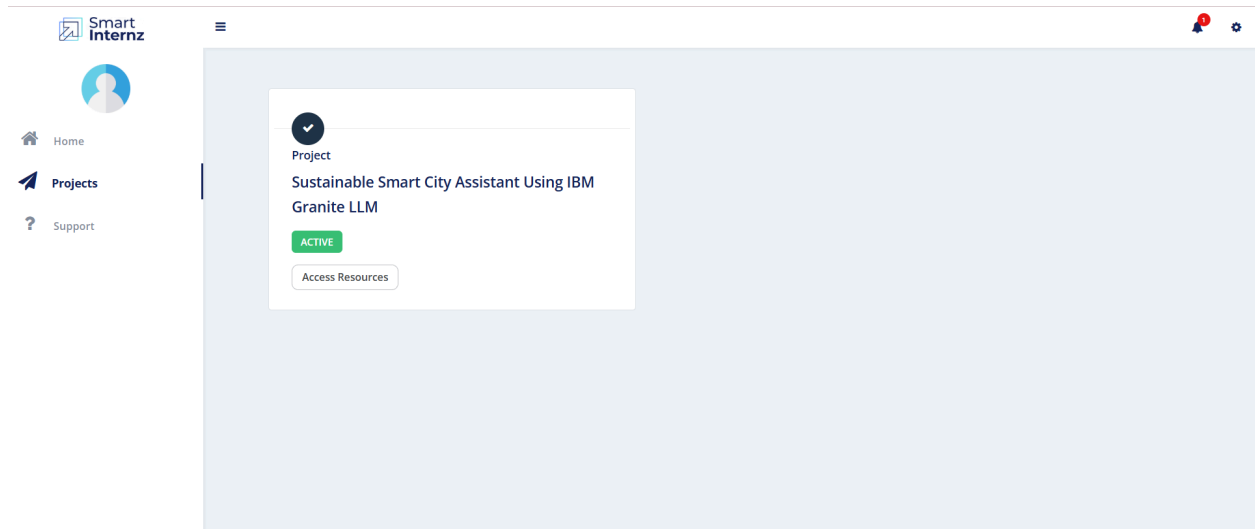 Smart
Internz
1
Home
Projects
? Support
Project
Sustainable Smart City Assistant Using IBM
Granite LLM
ACTIVE
Access Resources